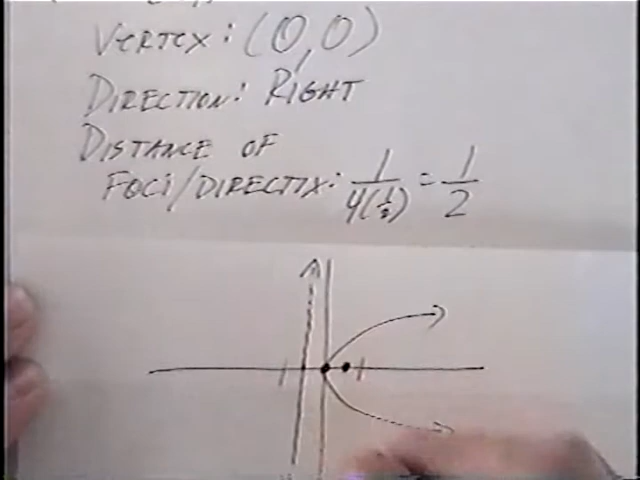 VERTEX: (0,0)
DIRECTION: RIGHT
DISTANCE OF
FOCI/DIRECTIX: 1/4(1/2) = 1/2